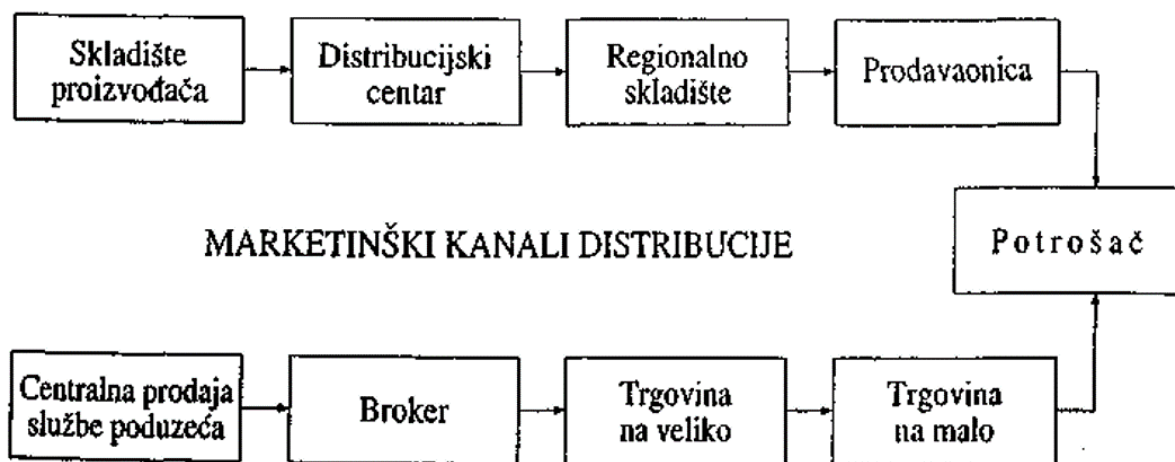 Skladište
proizvođača
Distribucijski
centar
Regionalno
skladište
Prodavaonica
MARKETINŠKI KANALI DISTRIBUCIJE
Potrošač
Centralna prodaja
službe poduzeća
Broker
Trgovina
na veliko
Trgovina
na malo